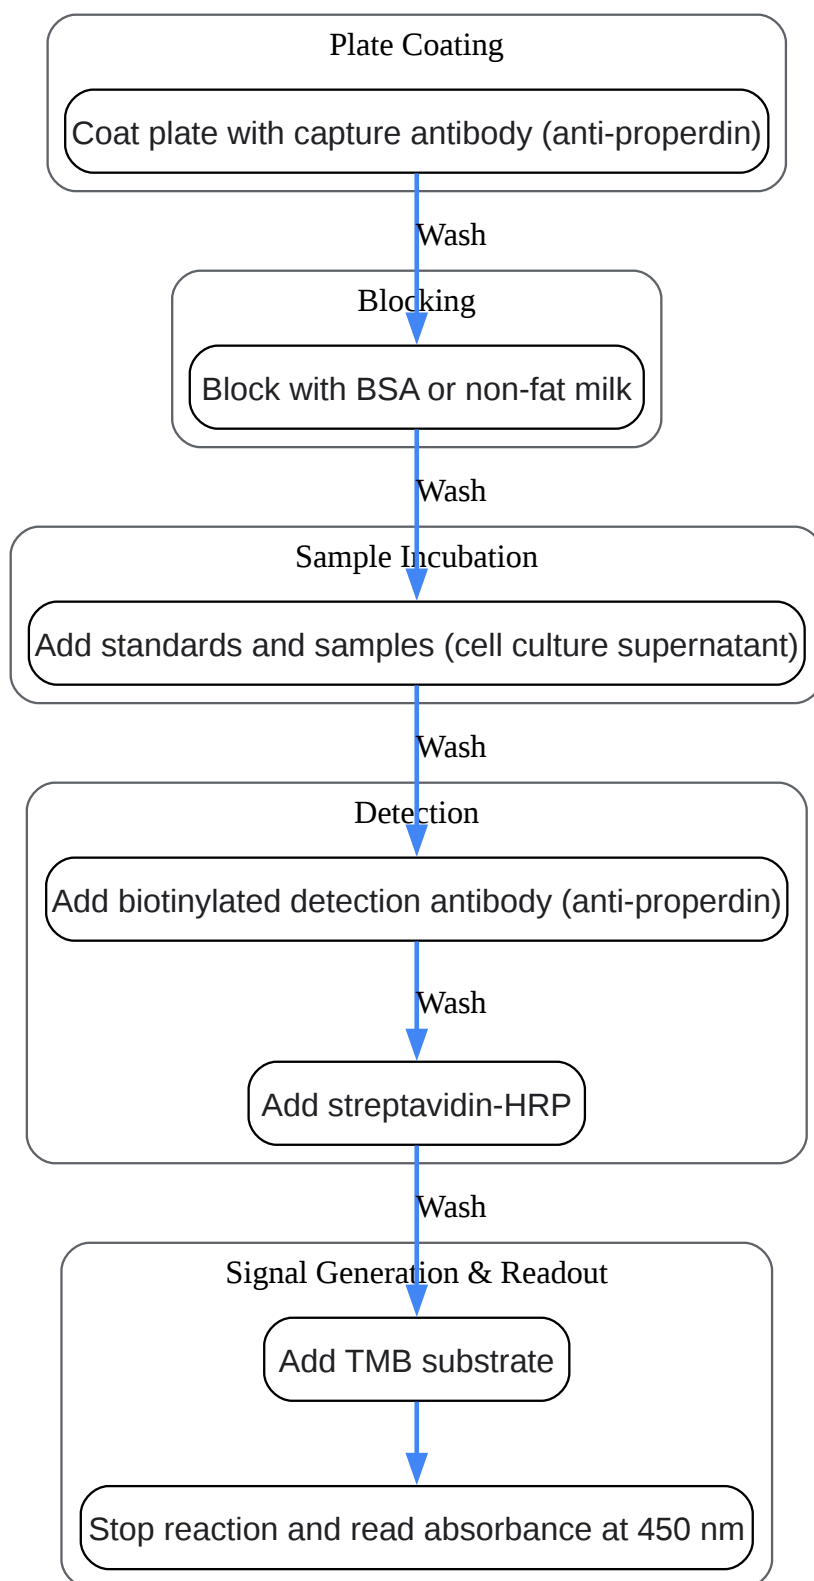 Plate Coating
Coat plate with capture antibody (anti-properdin)
Wash
Blocking
Block with BSA or non-fat milk
Wash
Sample Incubation
Add standards and samples (cell culture supernatant)
Wash
Detection
Add biotinylated detection antibody (anti-properdin)
Wash
Add streptavidin-HRP
Wash
Signal Generation & Readout
Add TMB substrate
Stop reaction and read absorbance at 450 nm